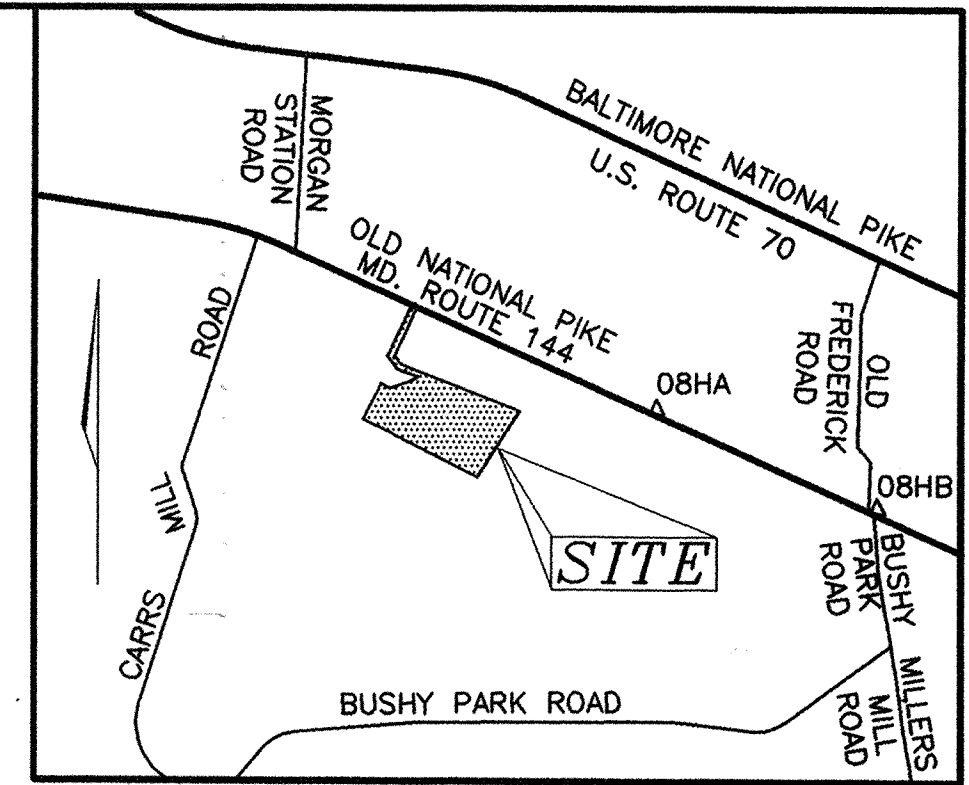 BALTIMORE NATIONAL PIKE
U.S. ROUTE 70
MORGAN
STATION
ROAD
OLD NATIONAL PIKE
MD. ROUTE 144
ROAD
MILL
CARRS
OLD
FREDERICK
ROAD
08HA
08HB
SITE
BUSHY
PARK
ROAD
BUSHY PARK ROAD
MILLERS
MILL
ROAD